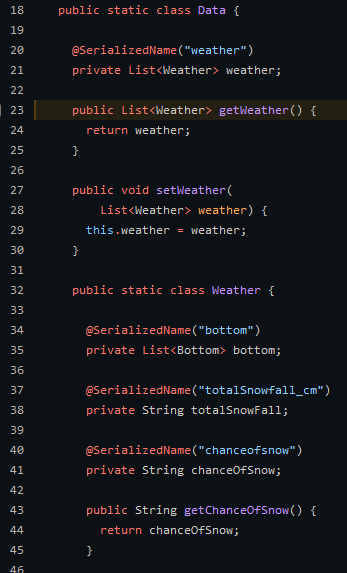 18 public static class Data {
19
20 @SerializedName("weather")
21 private List<Weather> weather;
22
23 public List<Weather> getWeather() {
24 return weather;
25 }
26
27 public void setWeather(
28 List<Weather> weather) {
29 this.weather = weather;
30 }
31
32 public static class Weather {
33
34 @SerializedName("bottom")
35 private List<Bottom> bottom;
36
37 @SerializedName("totalSnowfall_cm")
38 private String totalSnowFall;
39
40 @SerializedName("chanceofsnow")
41 private String chanceOfSnow;
42
43 public String getChanceOfSnow() {
44 return chanceOfSnow;
45 }
46